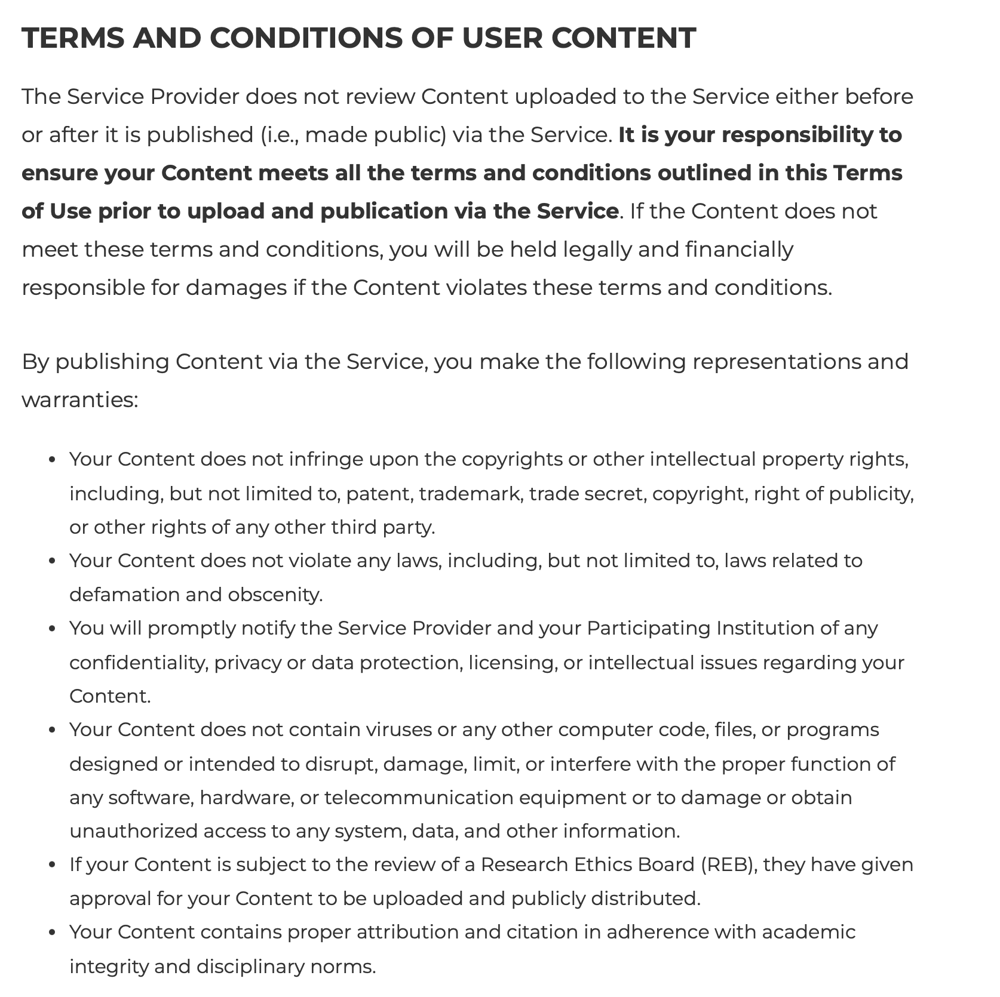 TERMS AND CONDITIONS OF USER CONTENT
The Service Provider does not review Content uploaded to the Service either before
or after it is published (i.e., made public) via the Service. It is your responsibility to
ensure your Content meets all the terms and conditions outlined in this Terms
of Use prior to upload and publication via the Service. If the Content does not
meet these terms and conditions, you will be held legally and financially
responsible for damages if the Content violates these terms and conditions.
By publishing Content via the Service, you make the following representations and
warranties:
• Your Content does not infringe upon the copyrights or other intellectual property rights,
including, but not limited to, patent, trademark, trade secret, copyright, right of publicity,
or other rights of any other third party.
• Your Content does not violate any laws, including, but not limited to, laws related to
defamation and obscenity.
• You will promptly notify the Service Provider and your Participating Institution of any
confidentiality, privacy or data protection, licensing, or intellectual issues regarding your
Content.
• Your Content does not contain viruses or any other computer code, files, or programs
designed or intended to disrupt, damage, limit, or interfere with the proper function of
any software, hardware, or telecommunication equipment or to damage or obtain
unauthorized access to any system, data, and other information.
• If your Content is subject to the review of a Research Ethics Board (REB), they have given
approval for your Content to be uploaded and publicly distributed.
• Your Content contains proper attribution and citation in adherence with academic
integrity and disciplinary norms.